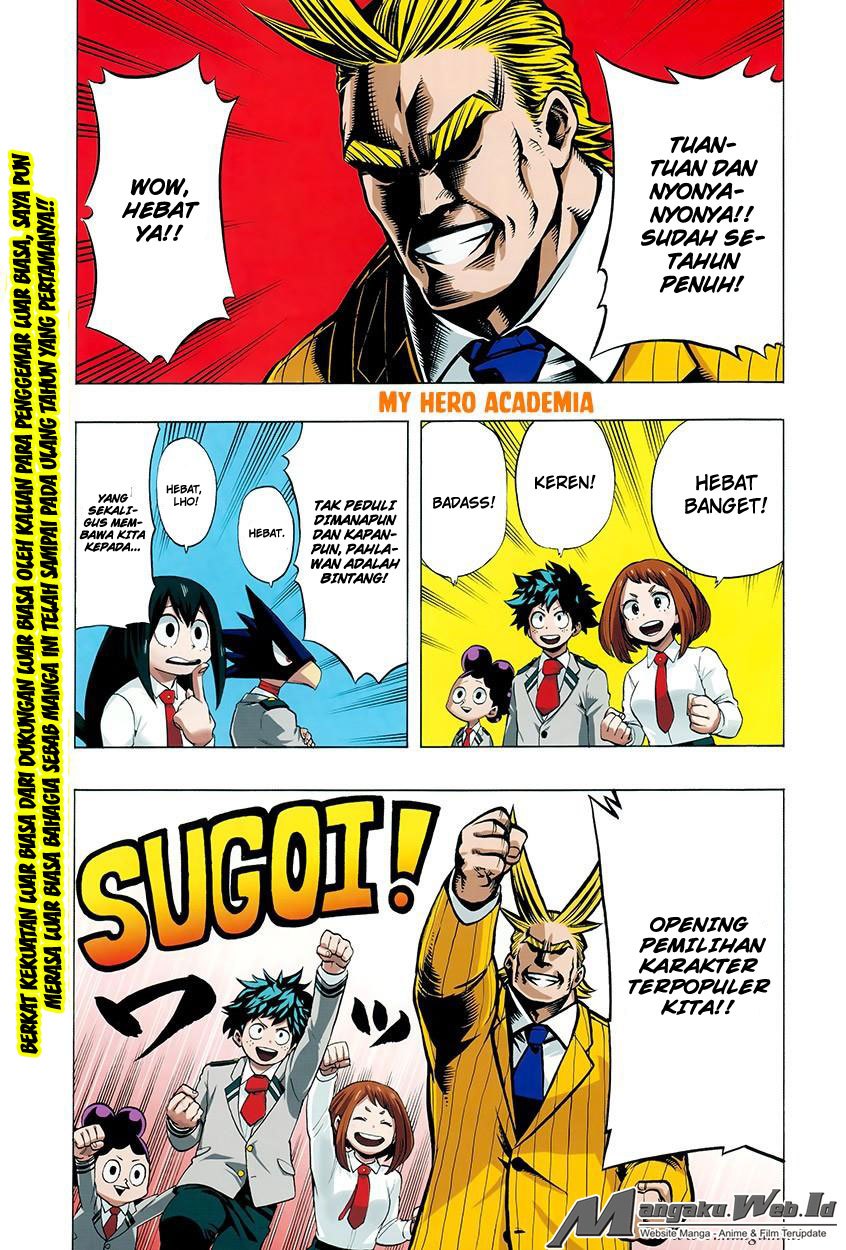 TUAN-
TUAN DAN
NYONYA-
NYONYA!!
SUDAH SE-
TAHUN
PENUH!
WOW,
HEBAT
YA!!
BERKAT KEKUATAN LUAR BIASA DARI DUKUNGAN LUAR BIASA OLEH KALIAN PARA PENGGEMAR LUAR BIASA, SAYA PUN
MERASA LUAR BIASA BAHAGIA SEBAB MANGA INI TELAH SAMPAI PADA ULANG TAHUN YANG PERTAMANYA!!
MY HERO ACADEMIA
HEBAT
BANGET!
KEREN!
BADASS!
TAK PEDULI
DIMANAPUN
DAN KAPAN-
PUN, PAHLA-
WAN ADALAH
BINTANG!
HEBAT.
HEBAT,
LHO!
YANG
SEKALI-
GUS MEM-
BAWA KITA
KEPADA...
OPENING
PEMILIHAN
KARAKTER
TERPOPULER
KITA!!
SUGOI!
ワッ
Mangaku.Web.Id
Website Manga - Anime & Film Terupdate